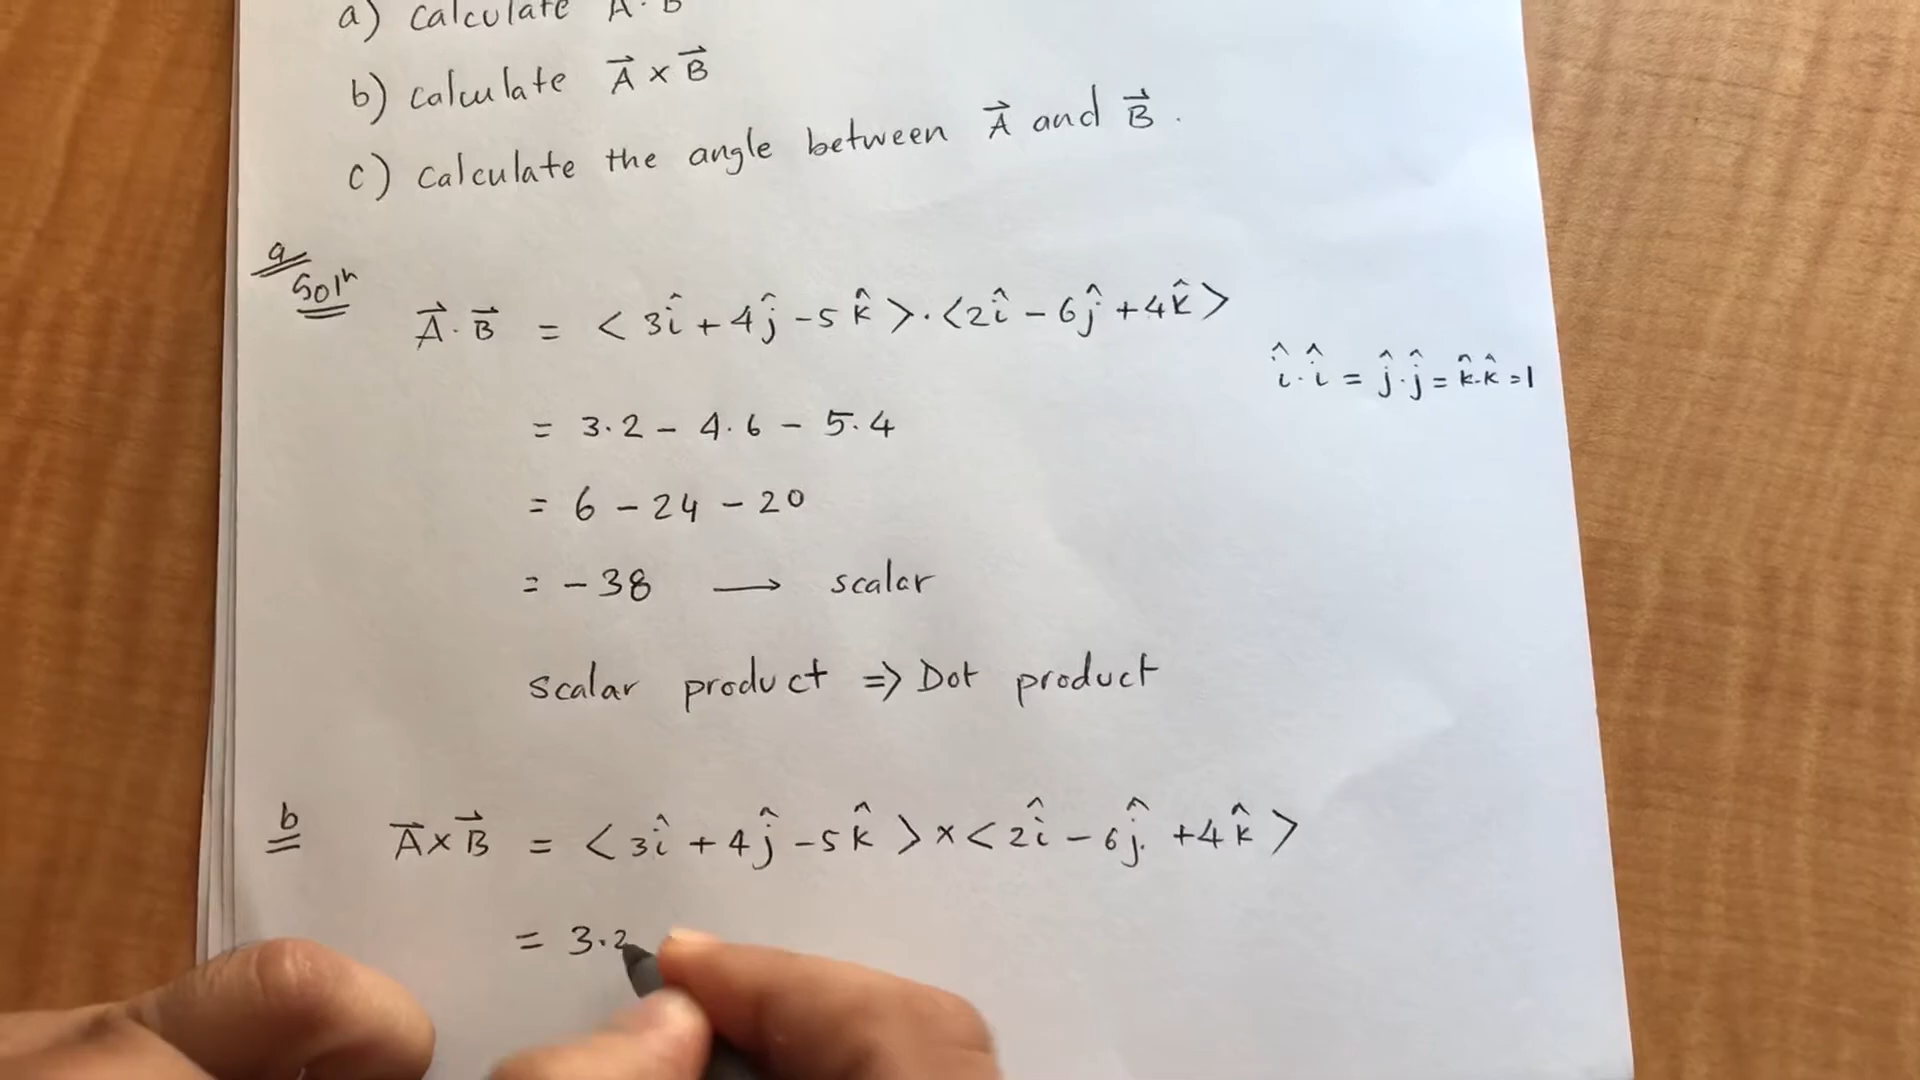 a) calculate A · B
b) calculate A⃗ × B⃗
c) calculate the angle between A⃗ and B⃗ .
a
Solⁿ
A⃗ · B⃗ = < 3î + 4ĵ - 5k̂ > · < 2î - 6ĵ + 4k̂ >
î · î = ĵ · ĵ = k̂ · k̂ = 1
= 3·2 - 4·6 - 5·4
= 6 - 24 - 20
= -38 → scalar
scalar product => Dot product
b
A⃗ × B⃗ = < 3î + 4ĵ - 5k̂ > × < 2î - 6ĵ + 4k̂ >
= 3·2